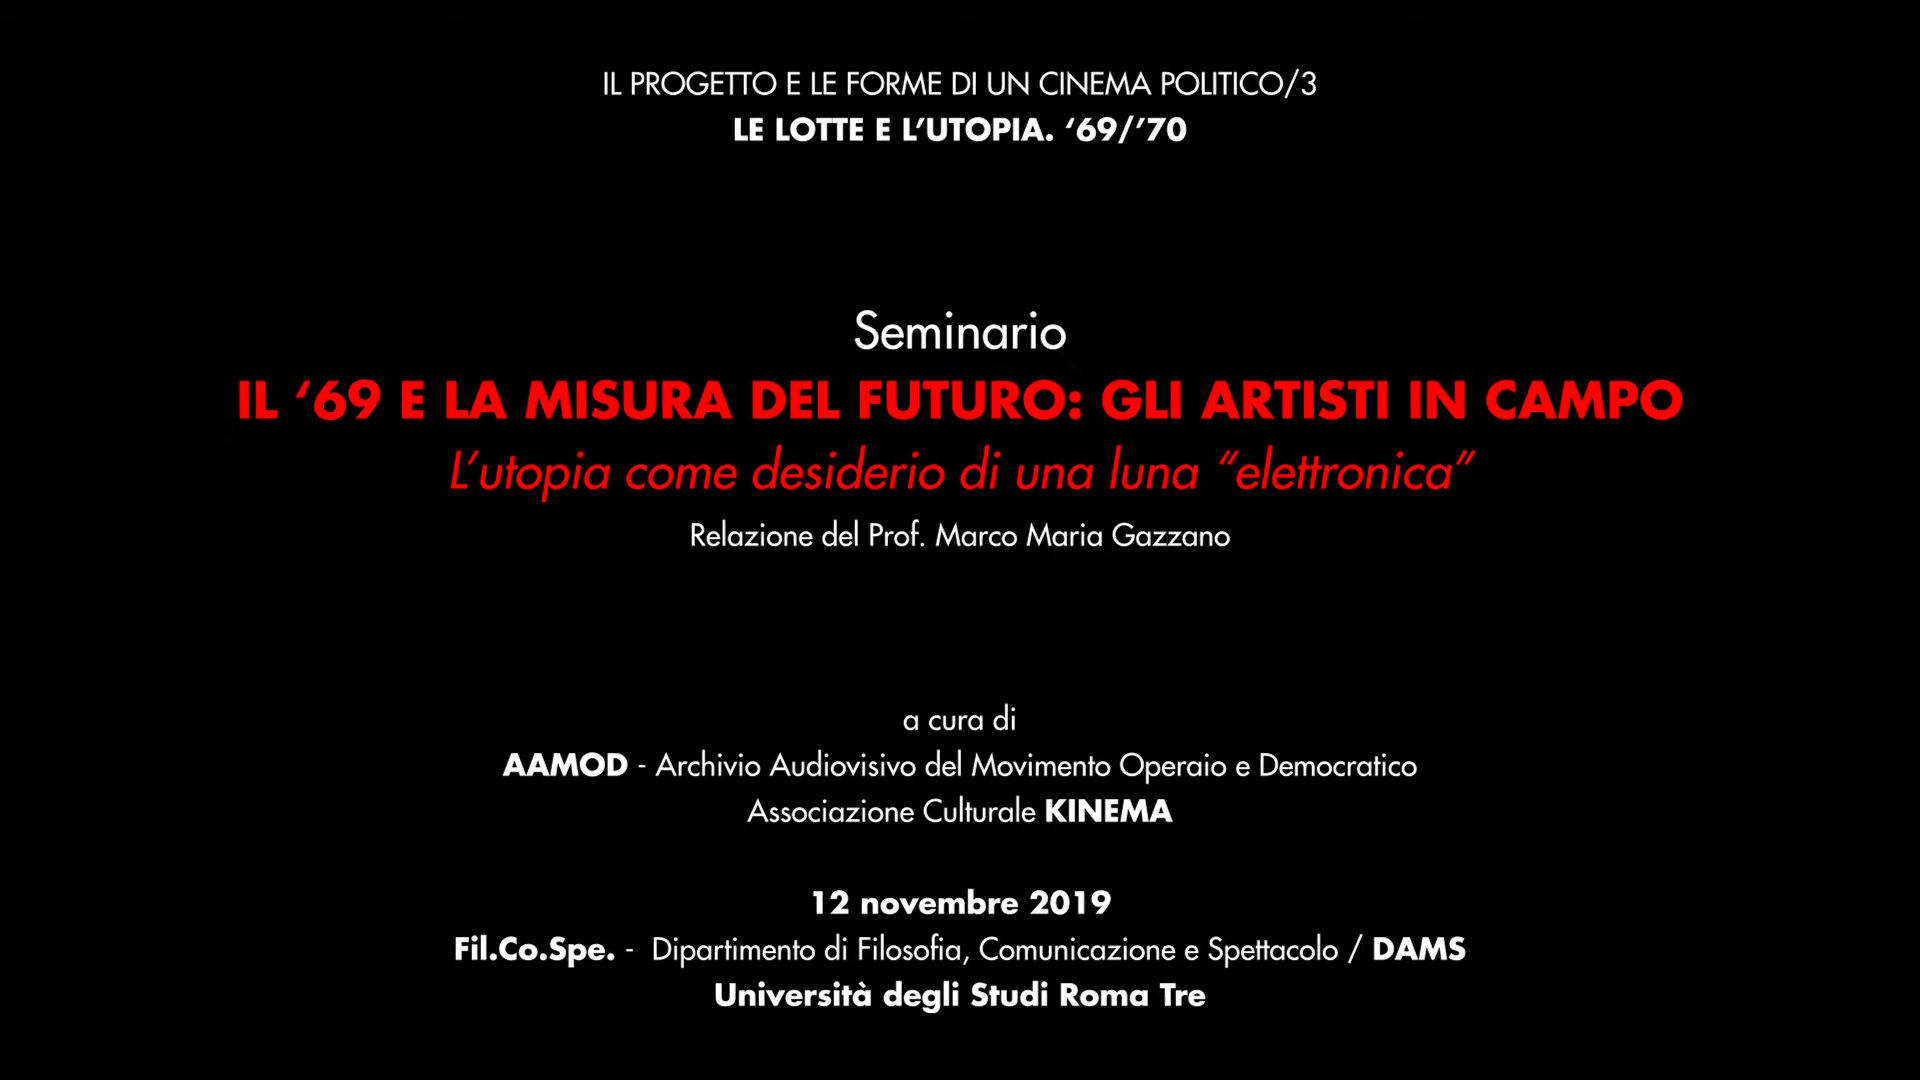 IL PROGETTO E LE FORME DI UN CINEMA POLITICO/3
LE LOTTE E L’UTOPIA. ‘69/’70
Seminario
IL ‘69 E LA MISURA DEL FUTURO: GLI ARTISTI IN CAMPO
L’utopia come desiderio di una luna “elettronica”
Relazione del Prof. Marco Maria Gazzano
a cura di
AAMOD - Archivio Audiovisivo del Movimento Operaio e Democratico
Associazione Culturale KINEMA
12 novembre 2019
Fil.Co.Spe. - Dipartimento di Filosofia, Comunicazione e Spettacolo / DAMS
Università degli Studi Roma Tre